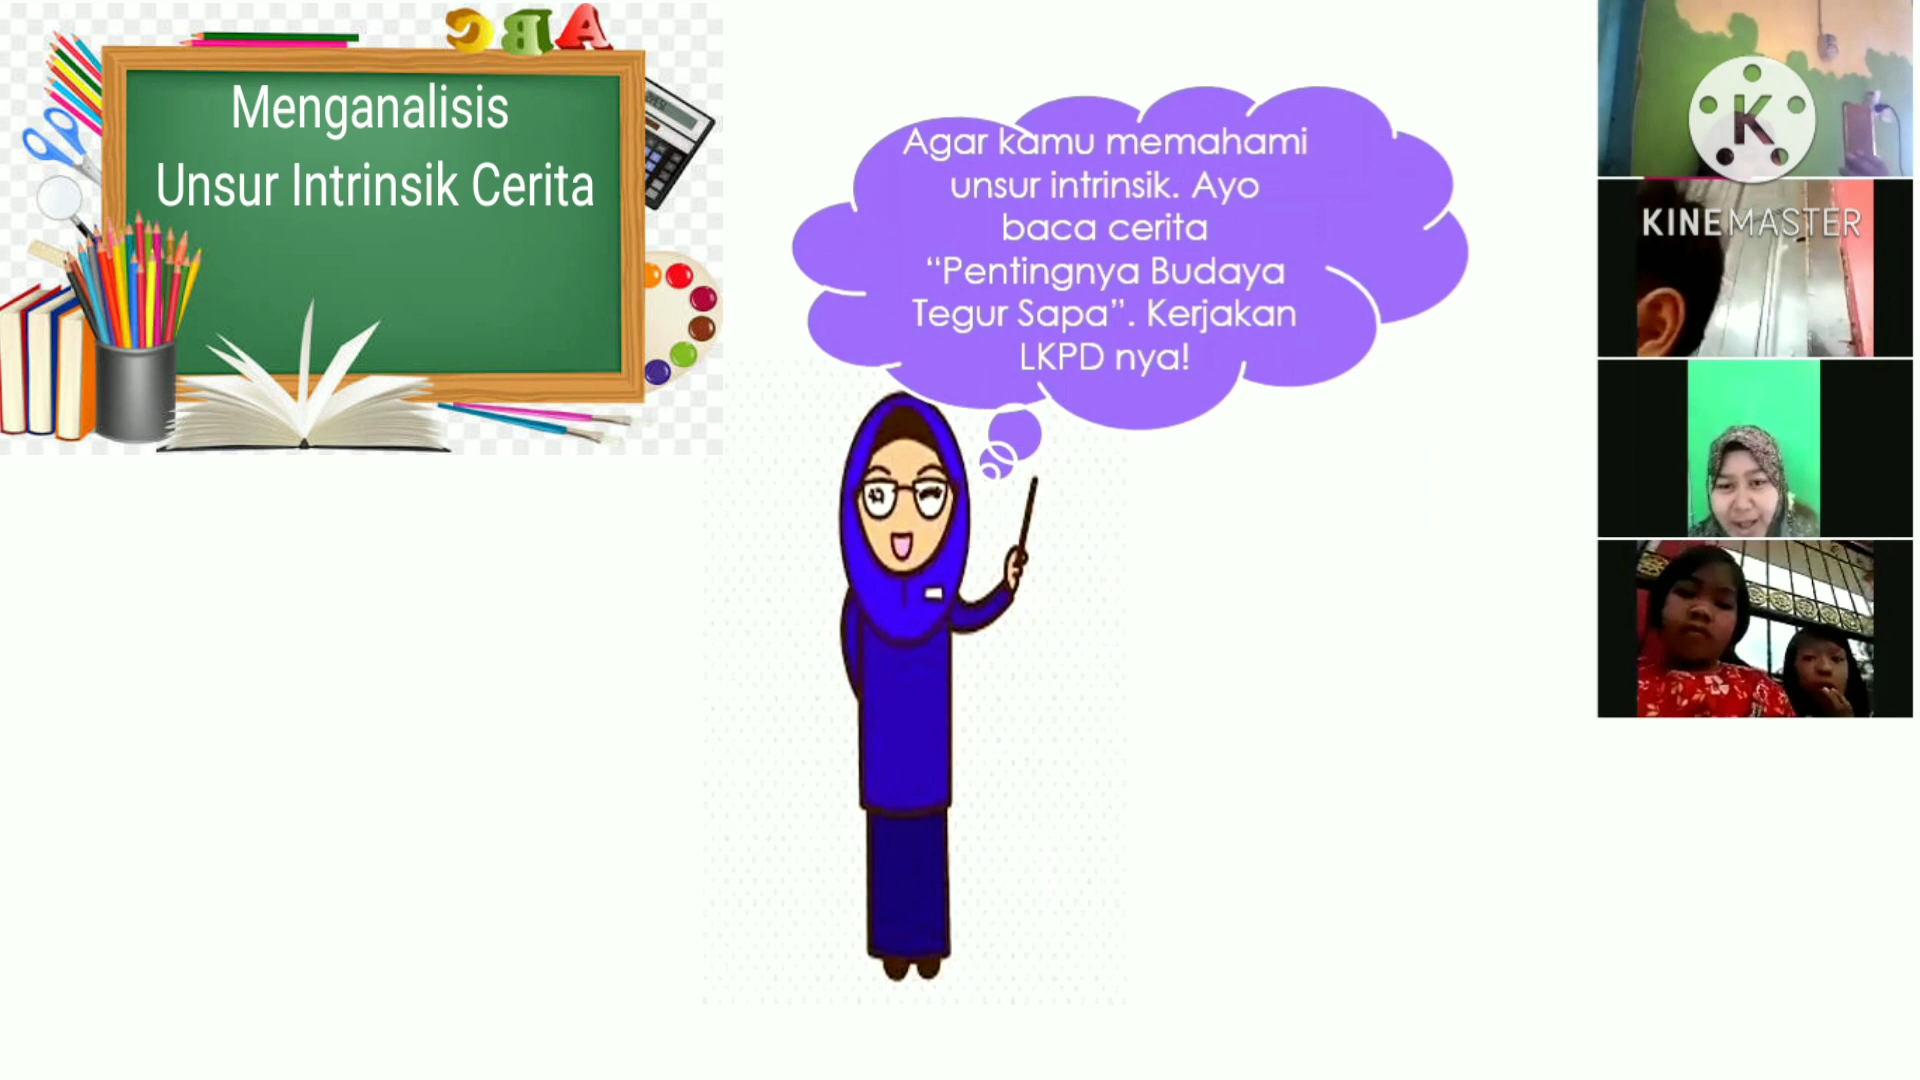 ABC
Menganalisis
Unsur Intrinsik Cerita
Agar kamu memahami
unsur intrinsik. Ayo
baca cerita
“Pentingnya Budaya
Tegur Sapa”. Kerjakan
LKPD nya!
K
KINEMASTER